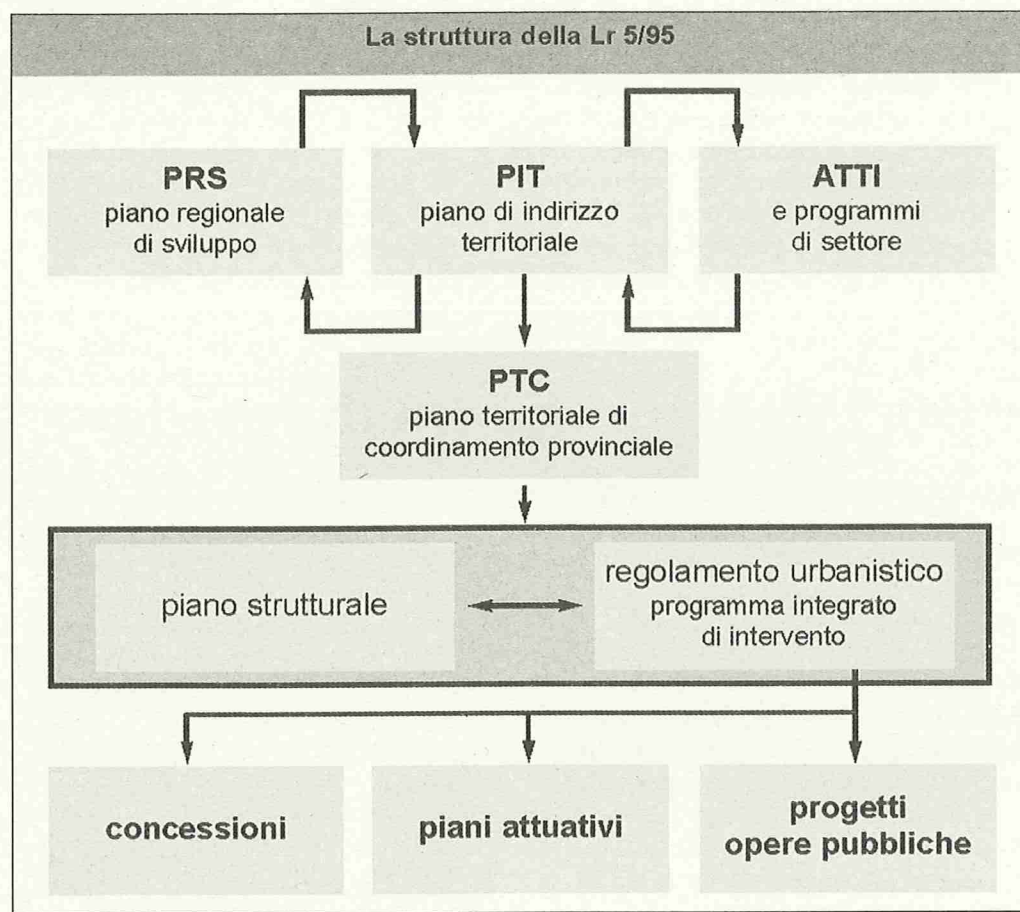 La struttura della Lr 5/95
PRS
piano regionale
di sviluppo
PIT
piano di indirizzo
territoriale
ATTI
e programmi
di settore
PTC
piano territoriale di
coordinamento provinciale
piano strutturale
regolamento urbanistico
programma integrato
di intervento
concessioni
piani attuativi
progetti
opere pubbliche